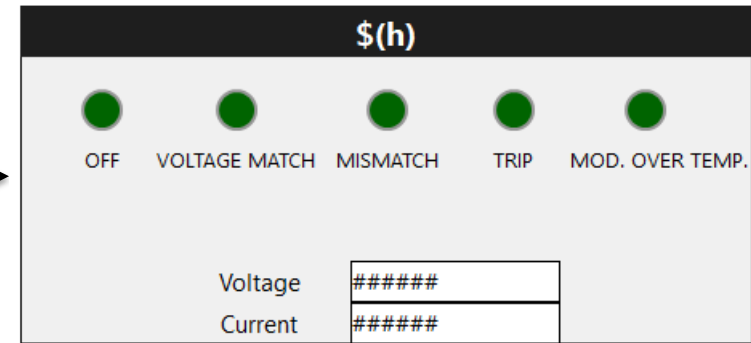 $(h)
OFF VOLTAGE MATCH MISMATCH TRIP MOD. OVER TEMP.
Voltage ######
Current ######